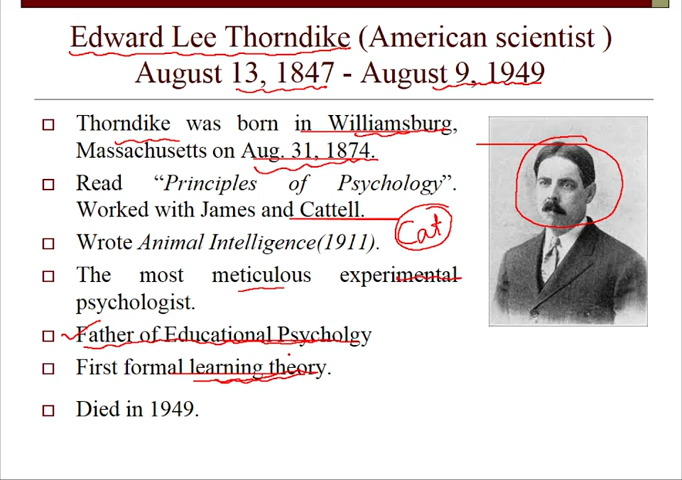 Edward Lee Thorndike (American scientist )
August 13, 1847 - August 9, 1949
Thorndike was born in Williamsburg,
Massachusetts on Aug. 31, 1874.
Read “Principles of Psychology”.
Worked with James and Cattell.
Cat
Wrote Animal Intelligence(1911).
The most meticulous experimental
psychologist.
Father of Educational Psycholgy
First formal learning theory.
Died in 1949.